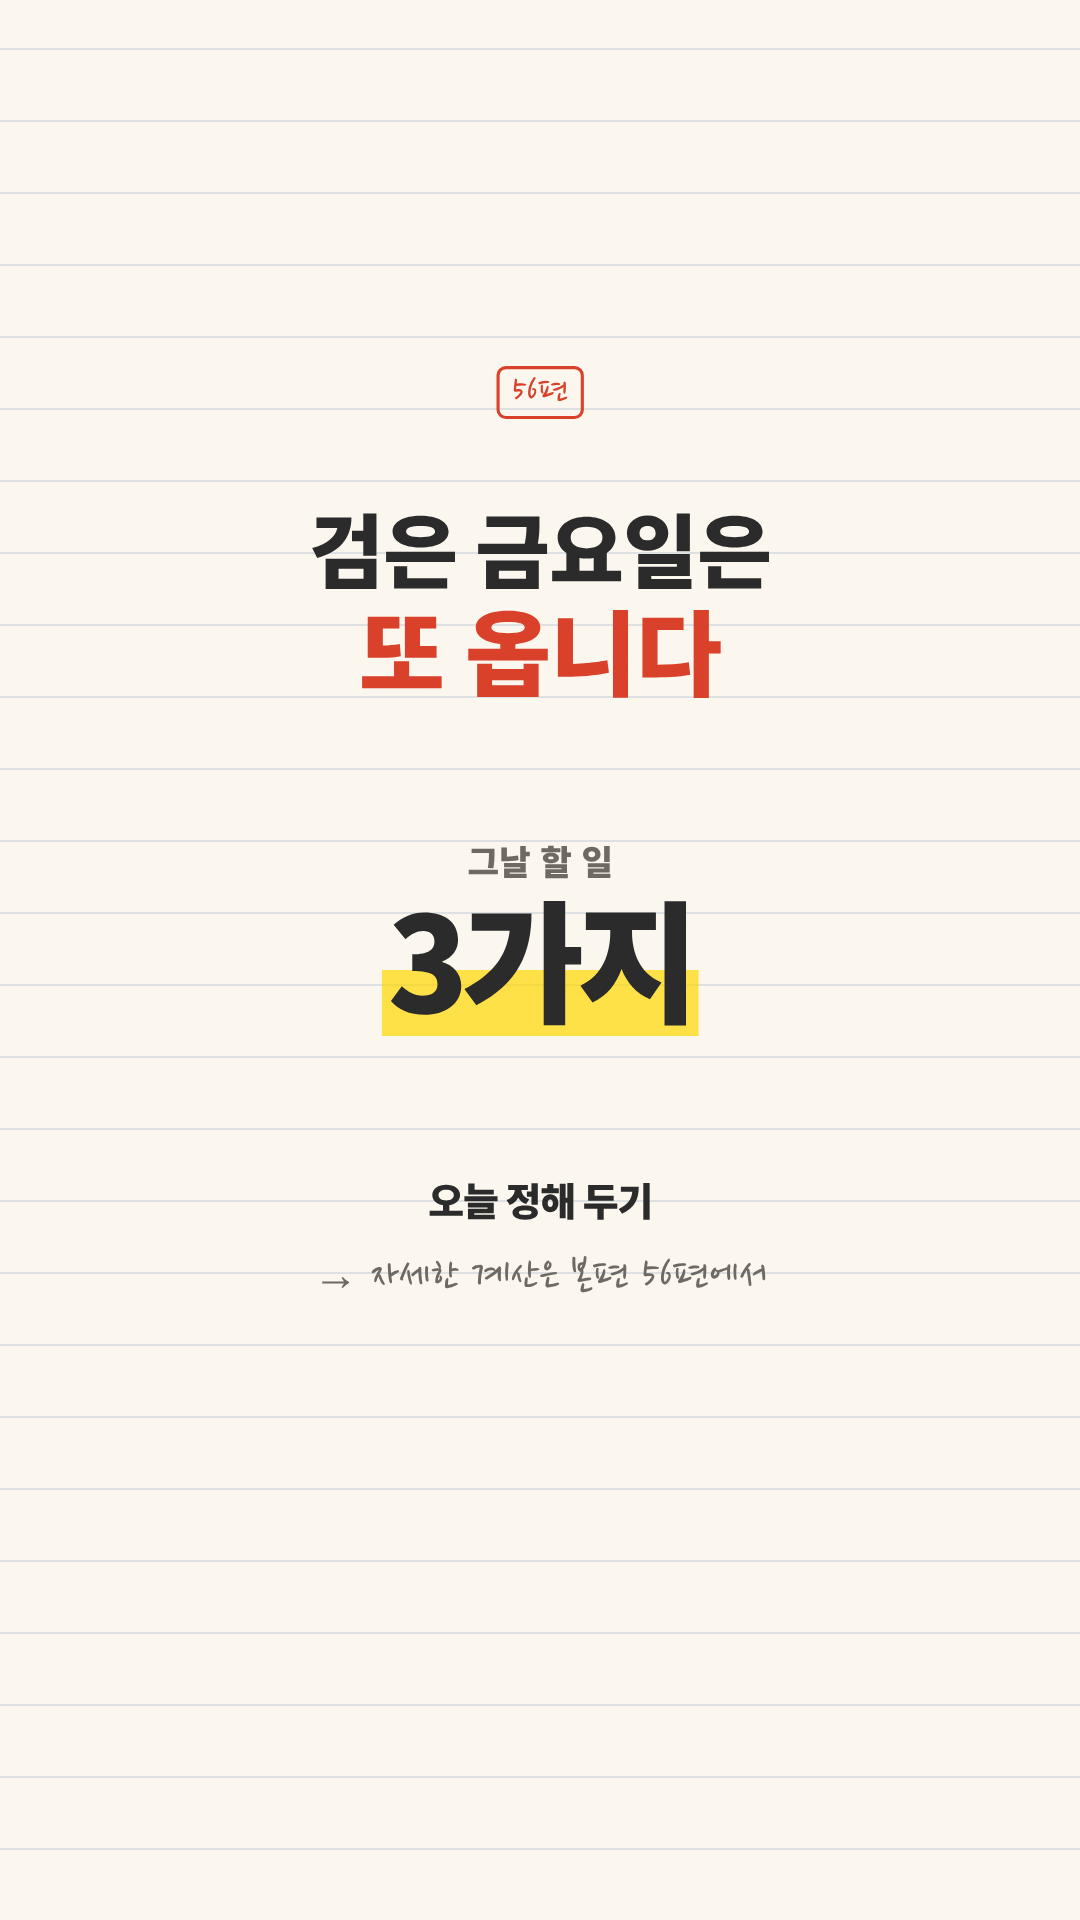 56편
검은 금요일은
또 옵니다
그날 할 일
3가지
오늘 정해 두기
→ 자세한 계산은 본편 56편에서